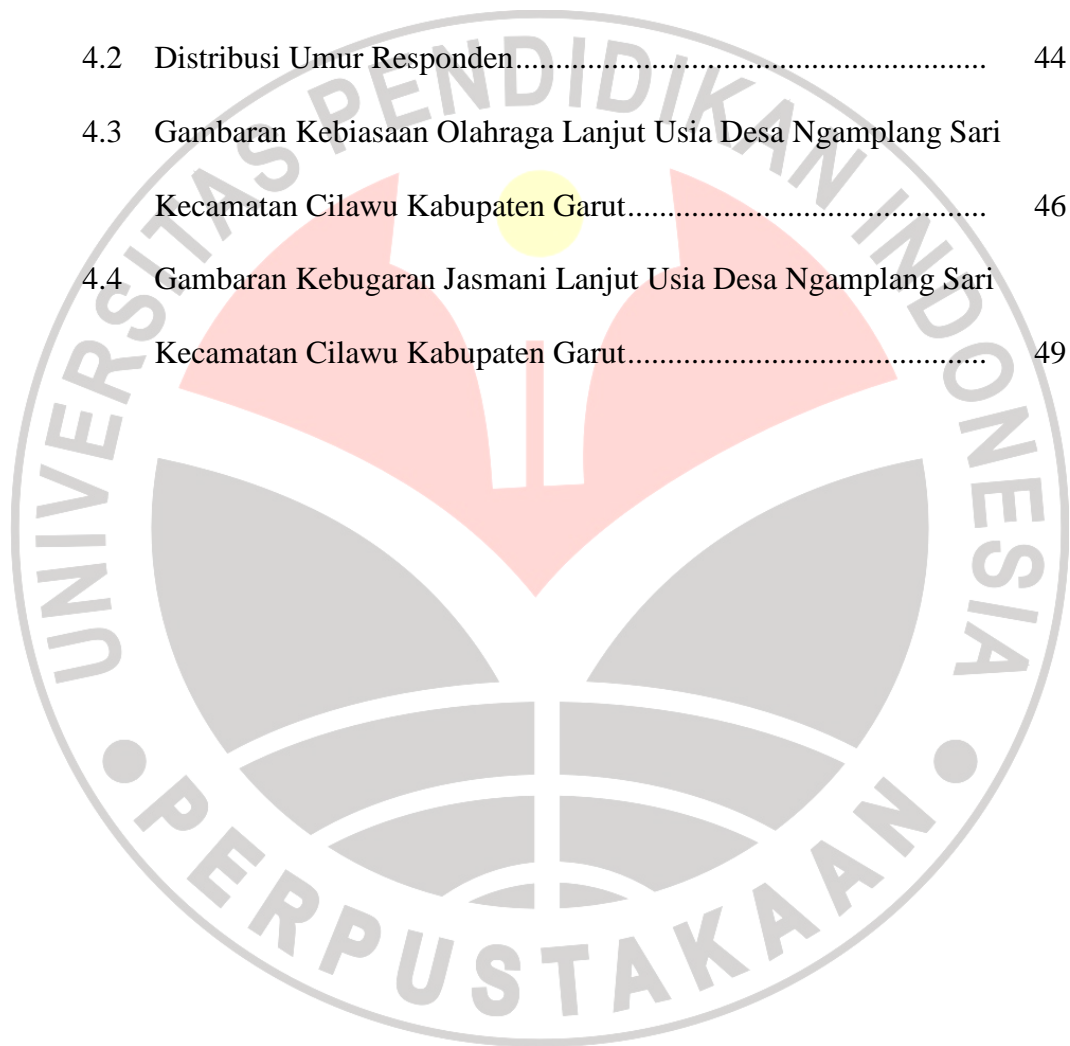 4.2 Distribusi Umur Responden...................................................... 44
4.3 Gambaran Kebiasaan Olahraga Lanjut Usia Desa Ngamplang Sari
Kecamatan Cilawu Kabupaten Garut......................................... 46
4.4 Gambaran Kebugaran Jasmani Lanjut Usia Desa Ngamplang Sari
Kecamatan Cilawu Kabupaten Garut......................................... 49
UNIVERSITAS PENDIDIKAN INDONESIA
PERPUSTAKAAN